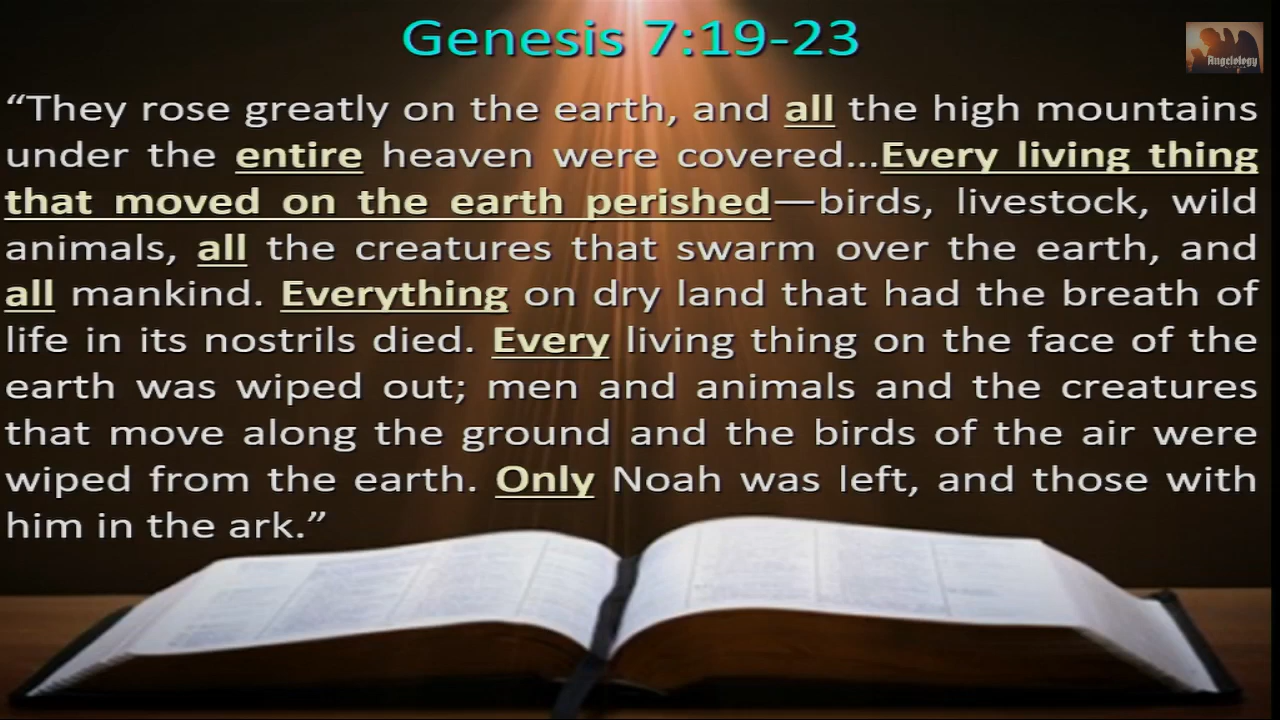 Genesis 7:19-23
Angelology
“They rose greatly on the earth, and all the high mountains
under the entire heaven were covered...Every living thing
that moved on the earth perished—birds, livestock, wild
animals, all the creatures that swarm over the earth, and
all mankind. Everything on dry land that had the breath of
life in its nostrils died. Every living thing on the face of the
earth was wiped out; men and animals and the creatures
that move along the ground and the birds of the air were
wiped from the earth. Only Noah was left, and those with
him in the ark.”